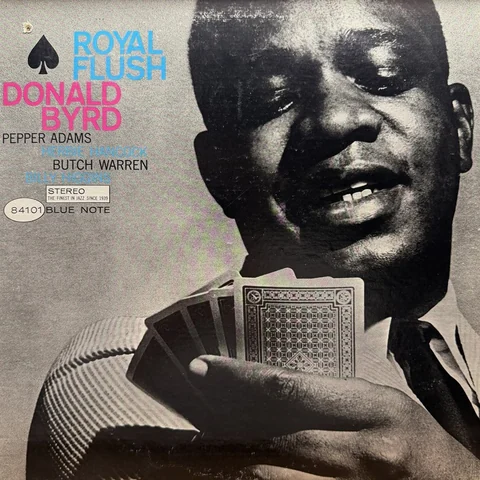 ROYAL
FLUSH
DONALD
BYRD
PEPPER ADAMS
HERBIE HANCOCK
BUTCH WARREN
BILLY HIGGINS
STEREO
THE FINEST IN JAZZ SINCE 1939
84101 BLUE NOTE